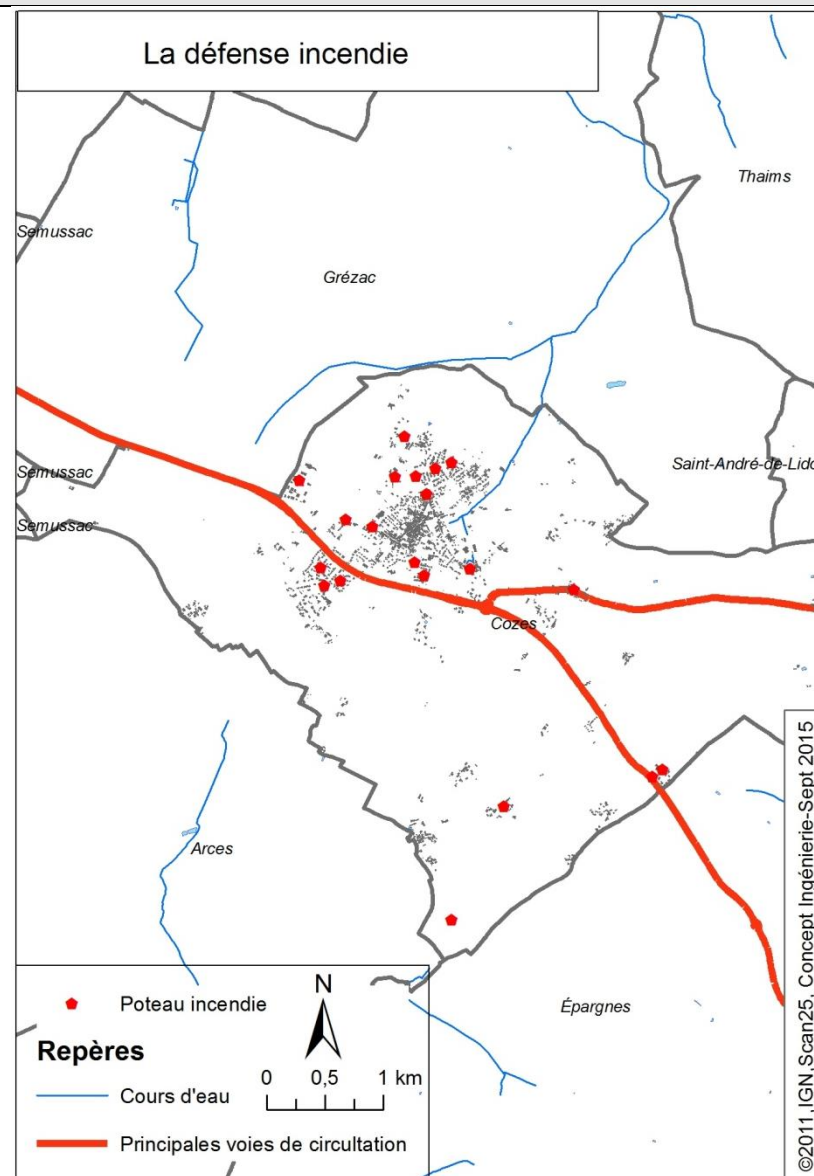 La défense incendie
Thaims
Semussac
Grézac
Saint-André-de-Lido
Semussac
Semussac
Cozes
Arces
Épargnes
Poteau incendie
N
Repères
0 0,5 1 km
Cours d'eau
Principales voies de circultation
©2011,IGN,Scan25, Concept Ingénierie-Sept 2015